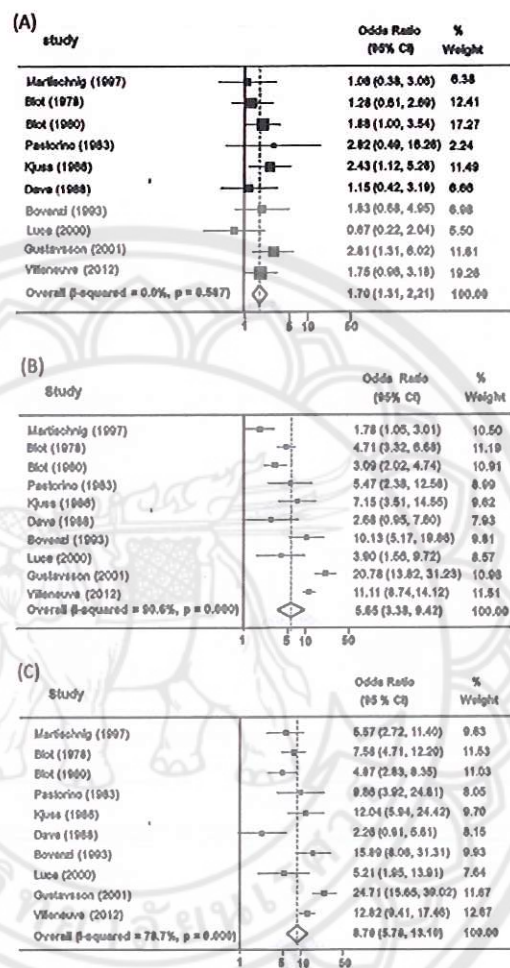 (A)
study Odds Ratio %
(95% CI) Weight
Martischnig (1997) 1.06 (0.38, 3.06) 6.38
Blot (1978) 1.28 (0.61, 2.69) 12.41
Blot (1980) 1.88 (1.00, 3.54) 17.27
Pastorino (1983) 2.82 (0.49, 16.26) 2.24
Kjuss (1986) 2.43 (1.12, 5.26) 11.49
Dave (1988) 1.15 (0.42, 3.19) 6.66
Bovenzi (1993) 1.83 (0.68, 4.95) 6.98
Luce (2000) 0.67 (0.22, 2.04) 5.50
Gustavsson (2001) 2.81 (1.31, 6.02) 11.81
Villeneuve (2012) 1.75 (0.96, 3.18) 19.26
Overall (I-squared = 0.0%, p = 0.587) 1.70 (1.31, 2.21) 100.00
1 5 10 50
(B)
Study Odds Ratio %
(95% CI) Weight
Martischnig (1997) 1.78 (1.05, 3.01) 10.50
Blot (1978) 4.71 (3.32, 6.68) 11.19
Blot (1980) 3.09 (2.02, 4.74) 10.91
Pastorino (1983) 5.47 (2.38, 12.58) 8.99
Kjuss (1986) 7.15 (3.51, 14.55) 9.62
Dave (1988) 2.68 (0.95, 7.60) 7.93
Bovenzi (1993) 10.13 (5.17, 19.86) 9.81
Luce (2000) 3.90 (1.56, 9.72) 8.57
Gustavsson (2001) 20.78 (13.82, 31.23) 10.98
Villeneuve (2012) 11.11 (8.74, 14.12) 11.51
Overall (I-squared = 90.6%, p = 0.000) 5.65 (3.38, 9.42) 100.00
1 5 10 50
(C)
Study Odds Ratio %
(95 % CI) Weight
Martischnig (1997) 5.57 (2.72, 11.40) 9.63
Blot (1978) 7.58 (4.71, 12.20) 11.53
Blot (1980) 4.87 (2.83, 8.35) 11.03
Pastorino (1983) 9.86 (3.92, 24.81) 8.05
Kjuss (1986) 12.04 (5.94, 24.42) 9.70
Dave (1988) 2.26 (0.91, 5.61) 8.15
Bovenzi (1993) 15.89 (8.06, 31.31) 9.93
Luce (2000) 5.21 (1.95, 13.91) 7.64
Gustavsson (2001) 24.71 (15.65, 39.02) 11.67
Villeneuve (2012) 12.82 (9.41, 17.46) 12.67
Overall (I-squared = 78.7%, p = 0.000) 8.70 (5.78, 13.10) 100.00
1 5 10 50